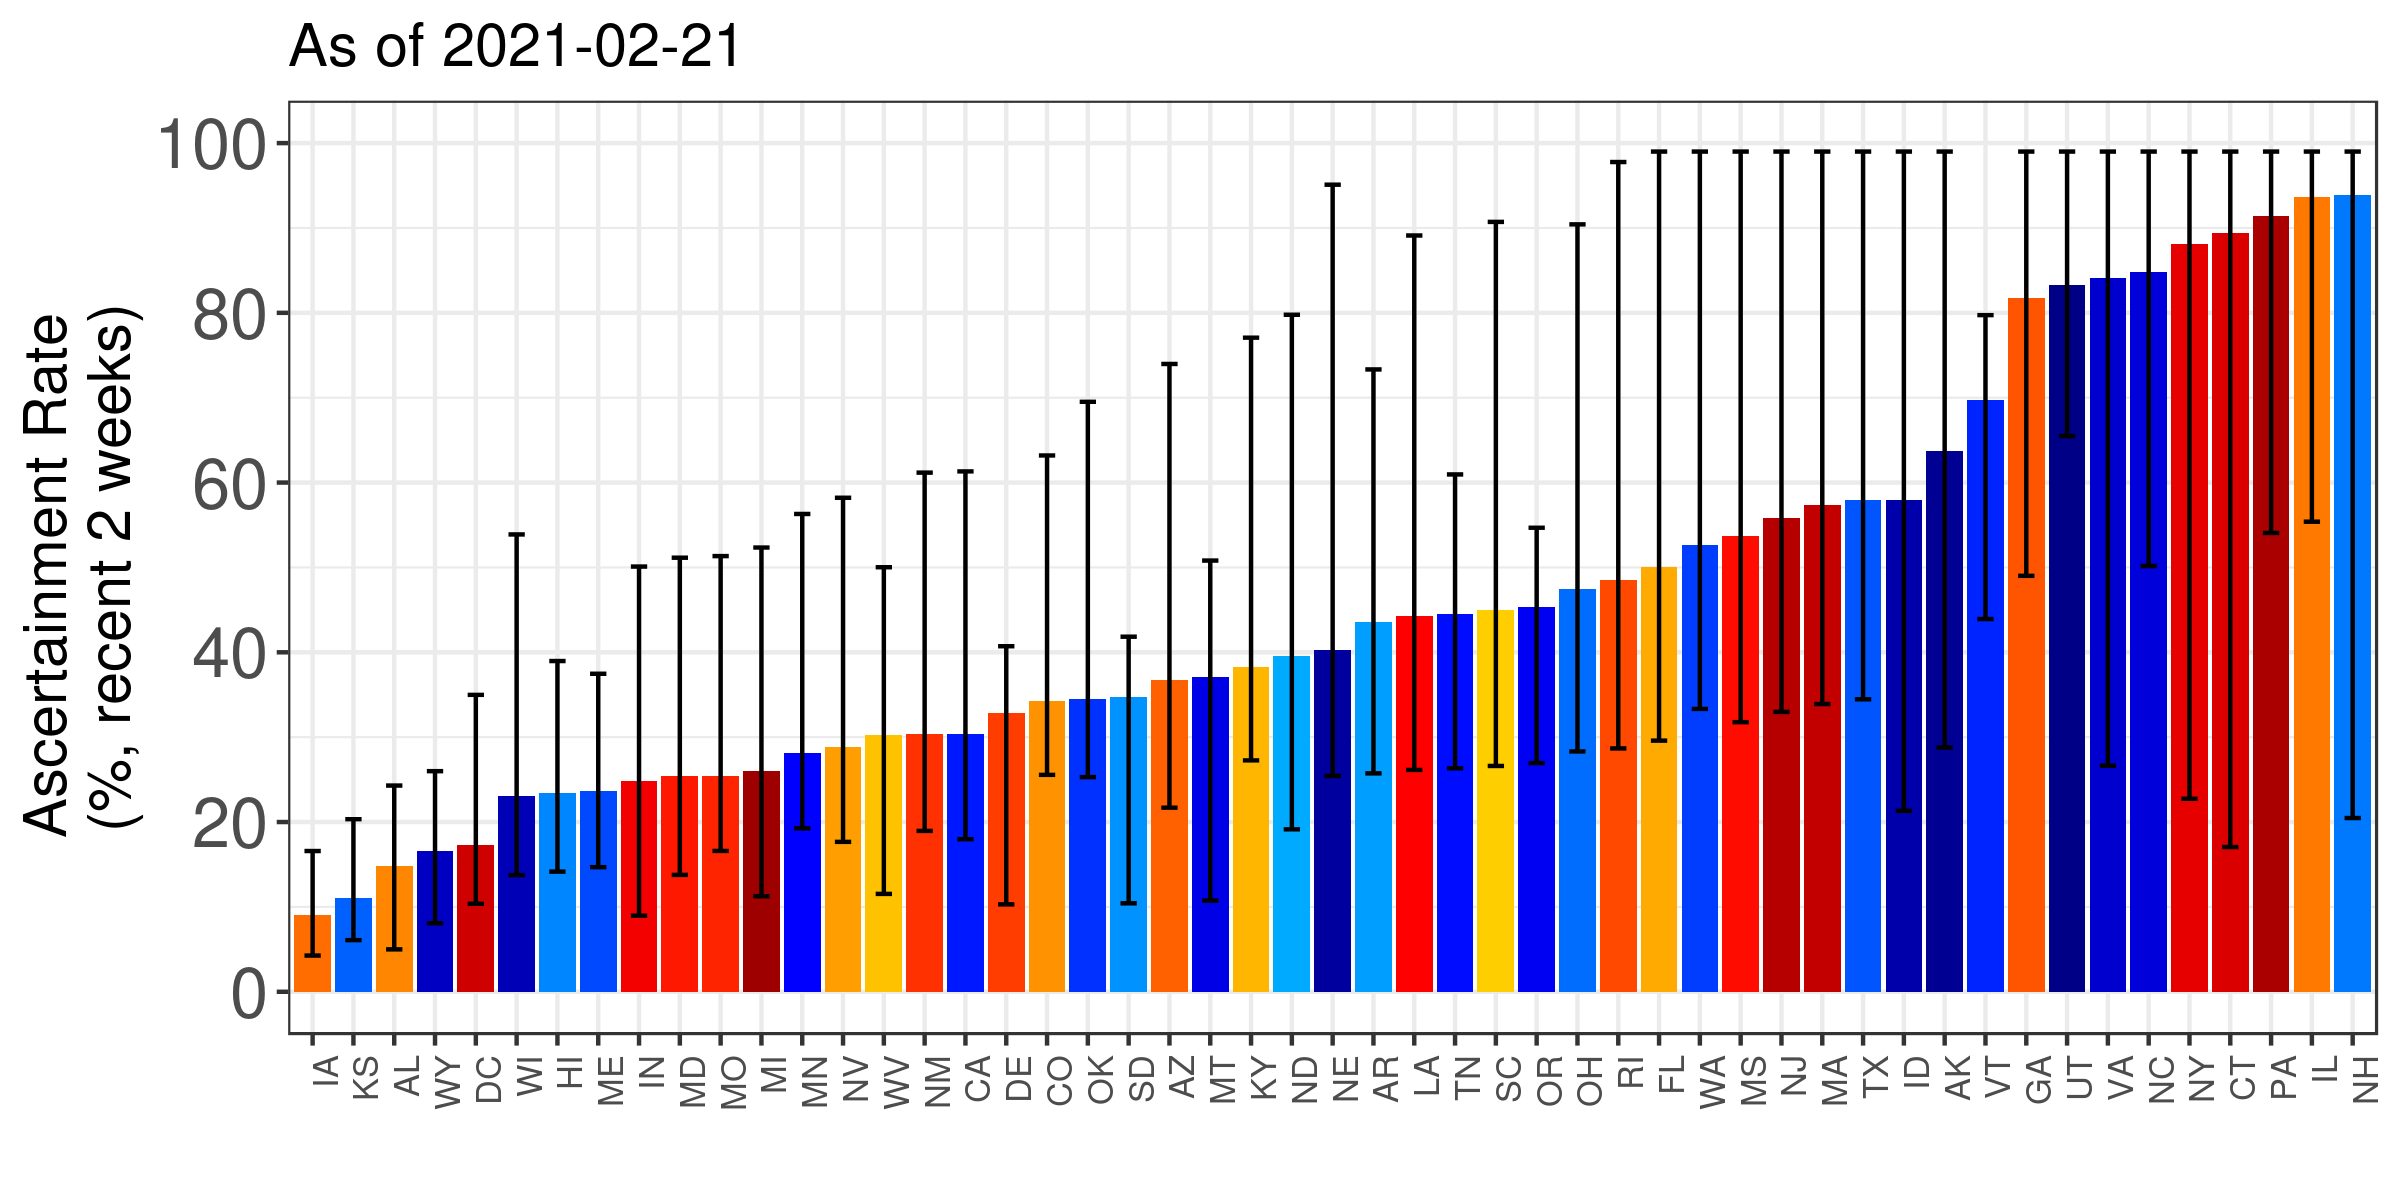 As of 2021-02-21
Ascertainment Rate
(%, recent 2 weeks)
100
80
60
40
20
0
IA KS AL WY DC WI HI ME IN MD MO MI MN NV WV NM CA DE CO OK SD AZ MT KY ND NE AR LA TN SC OR OH RI FL WA MS NJ MA TX ID AK VT GA UT VA NC NY CT PA IL NH